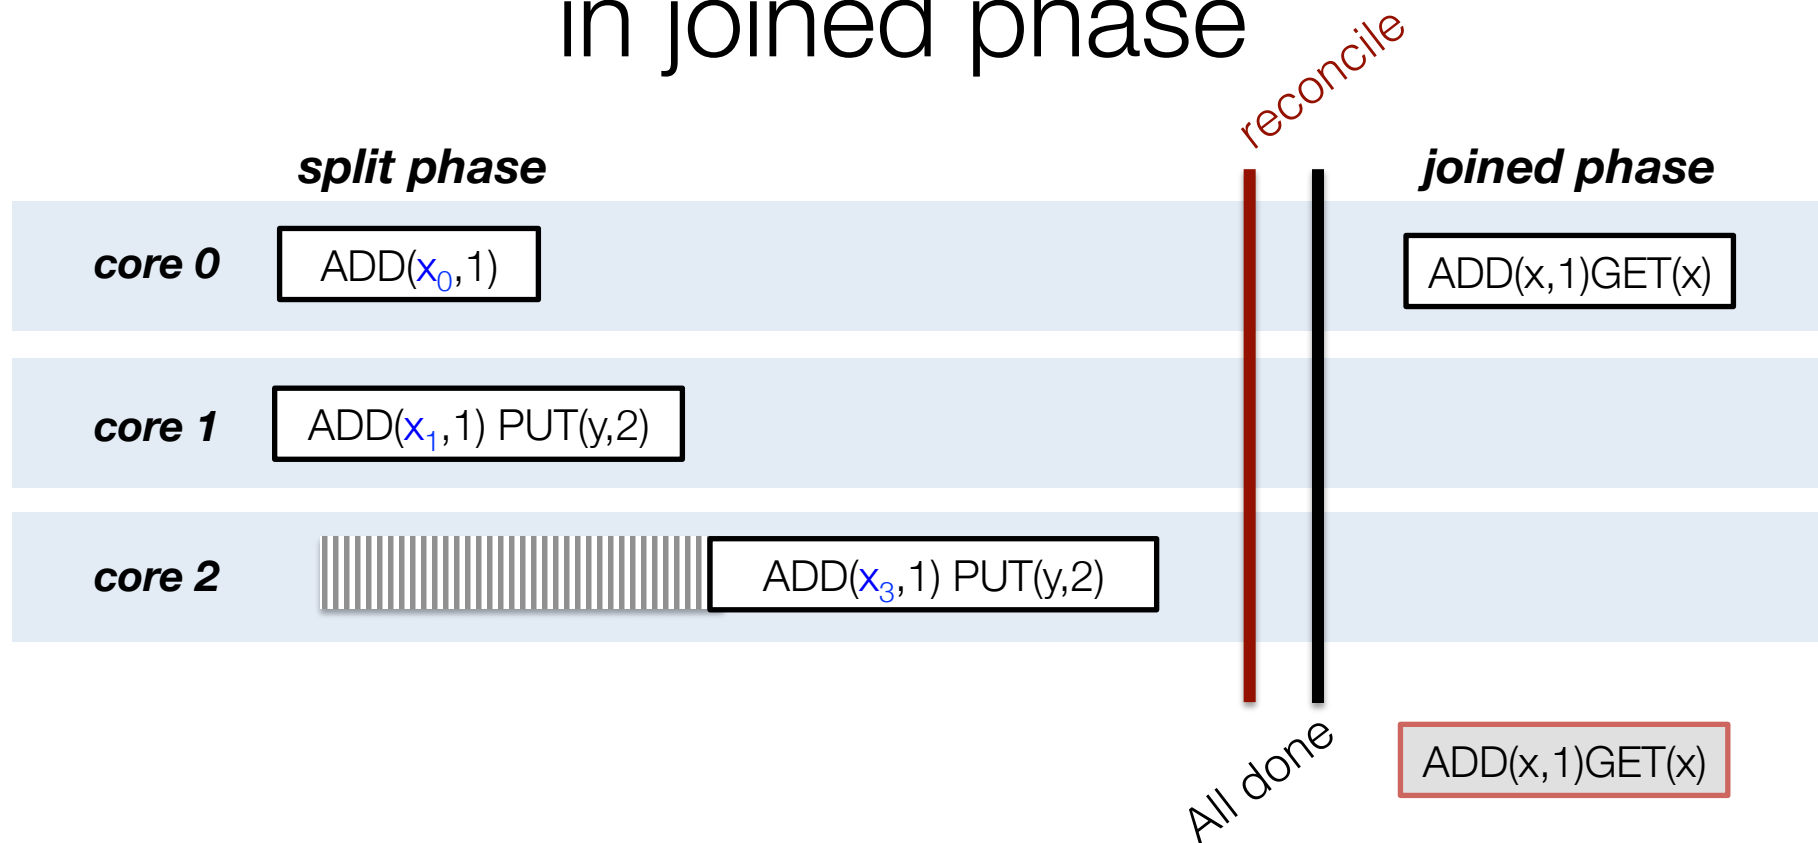 in joined phase
reconcile
split phase
joined phase
core 0
ADD(x₀,1)
ADD(x,1)GET(x)
core 1
ADD(x₁,1) PUT(y,2)
core 2
ADD(x₃,1) PUT(y,2)
All done
ADD(x,1)GET(x)